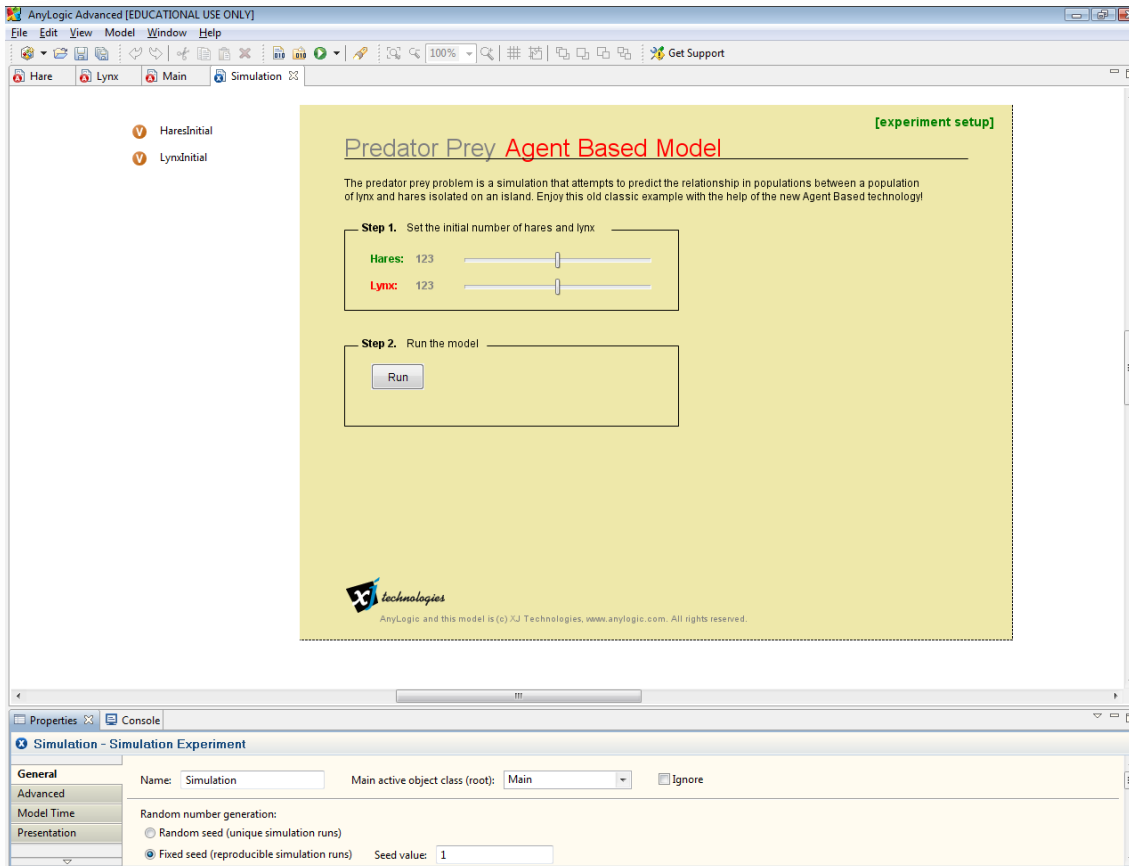 AnyLogic Advanced [EDUCATIONAL USE ONLY]
File Edit View Model Window Help
100% Get Support
Hare Lynx Main Simulation
HaresInitial
LynxInitial
[experiment setup]
Predator Prey Agent Based Model
The predator prey problem is a simulation that attempts to predict the relationship in populations between a population
of lynx and hares isolated on an island. Enjoy this old classic example with the help of the new Agent Based technology!
Step 1. Set the initial number of hares and lynx
Hares: 123
Lynx: 123
Step 2. Run the model
Run
xj technologies
AnyLogic and this model is (c) XJ Technologies, www.anylogic.com. All rights reserved.
Properties Console
Simulation - Simulation Experiment
General
Name: Simulation Main active object class (root): Main Ignore
Advanced
Model Time
Random number generation:
Presentation
Random seed (unique simulation runs)
Fixed seed (reproducible simulation runs) Seed value: 1